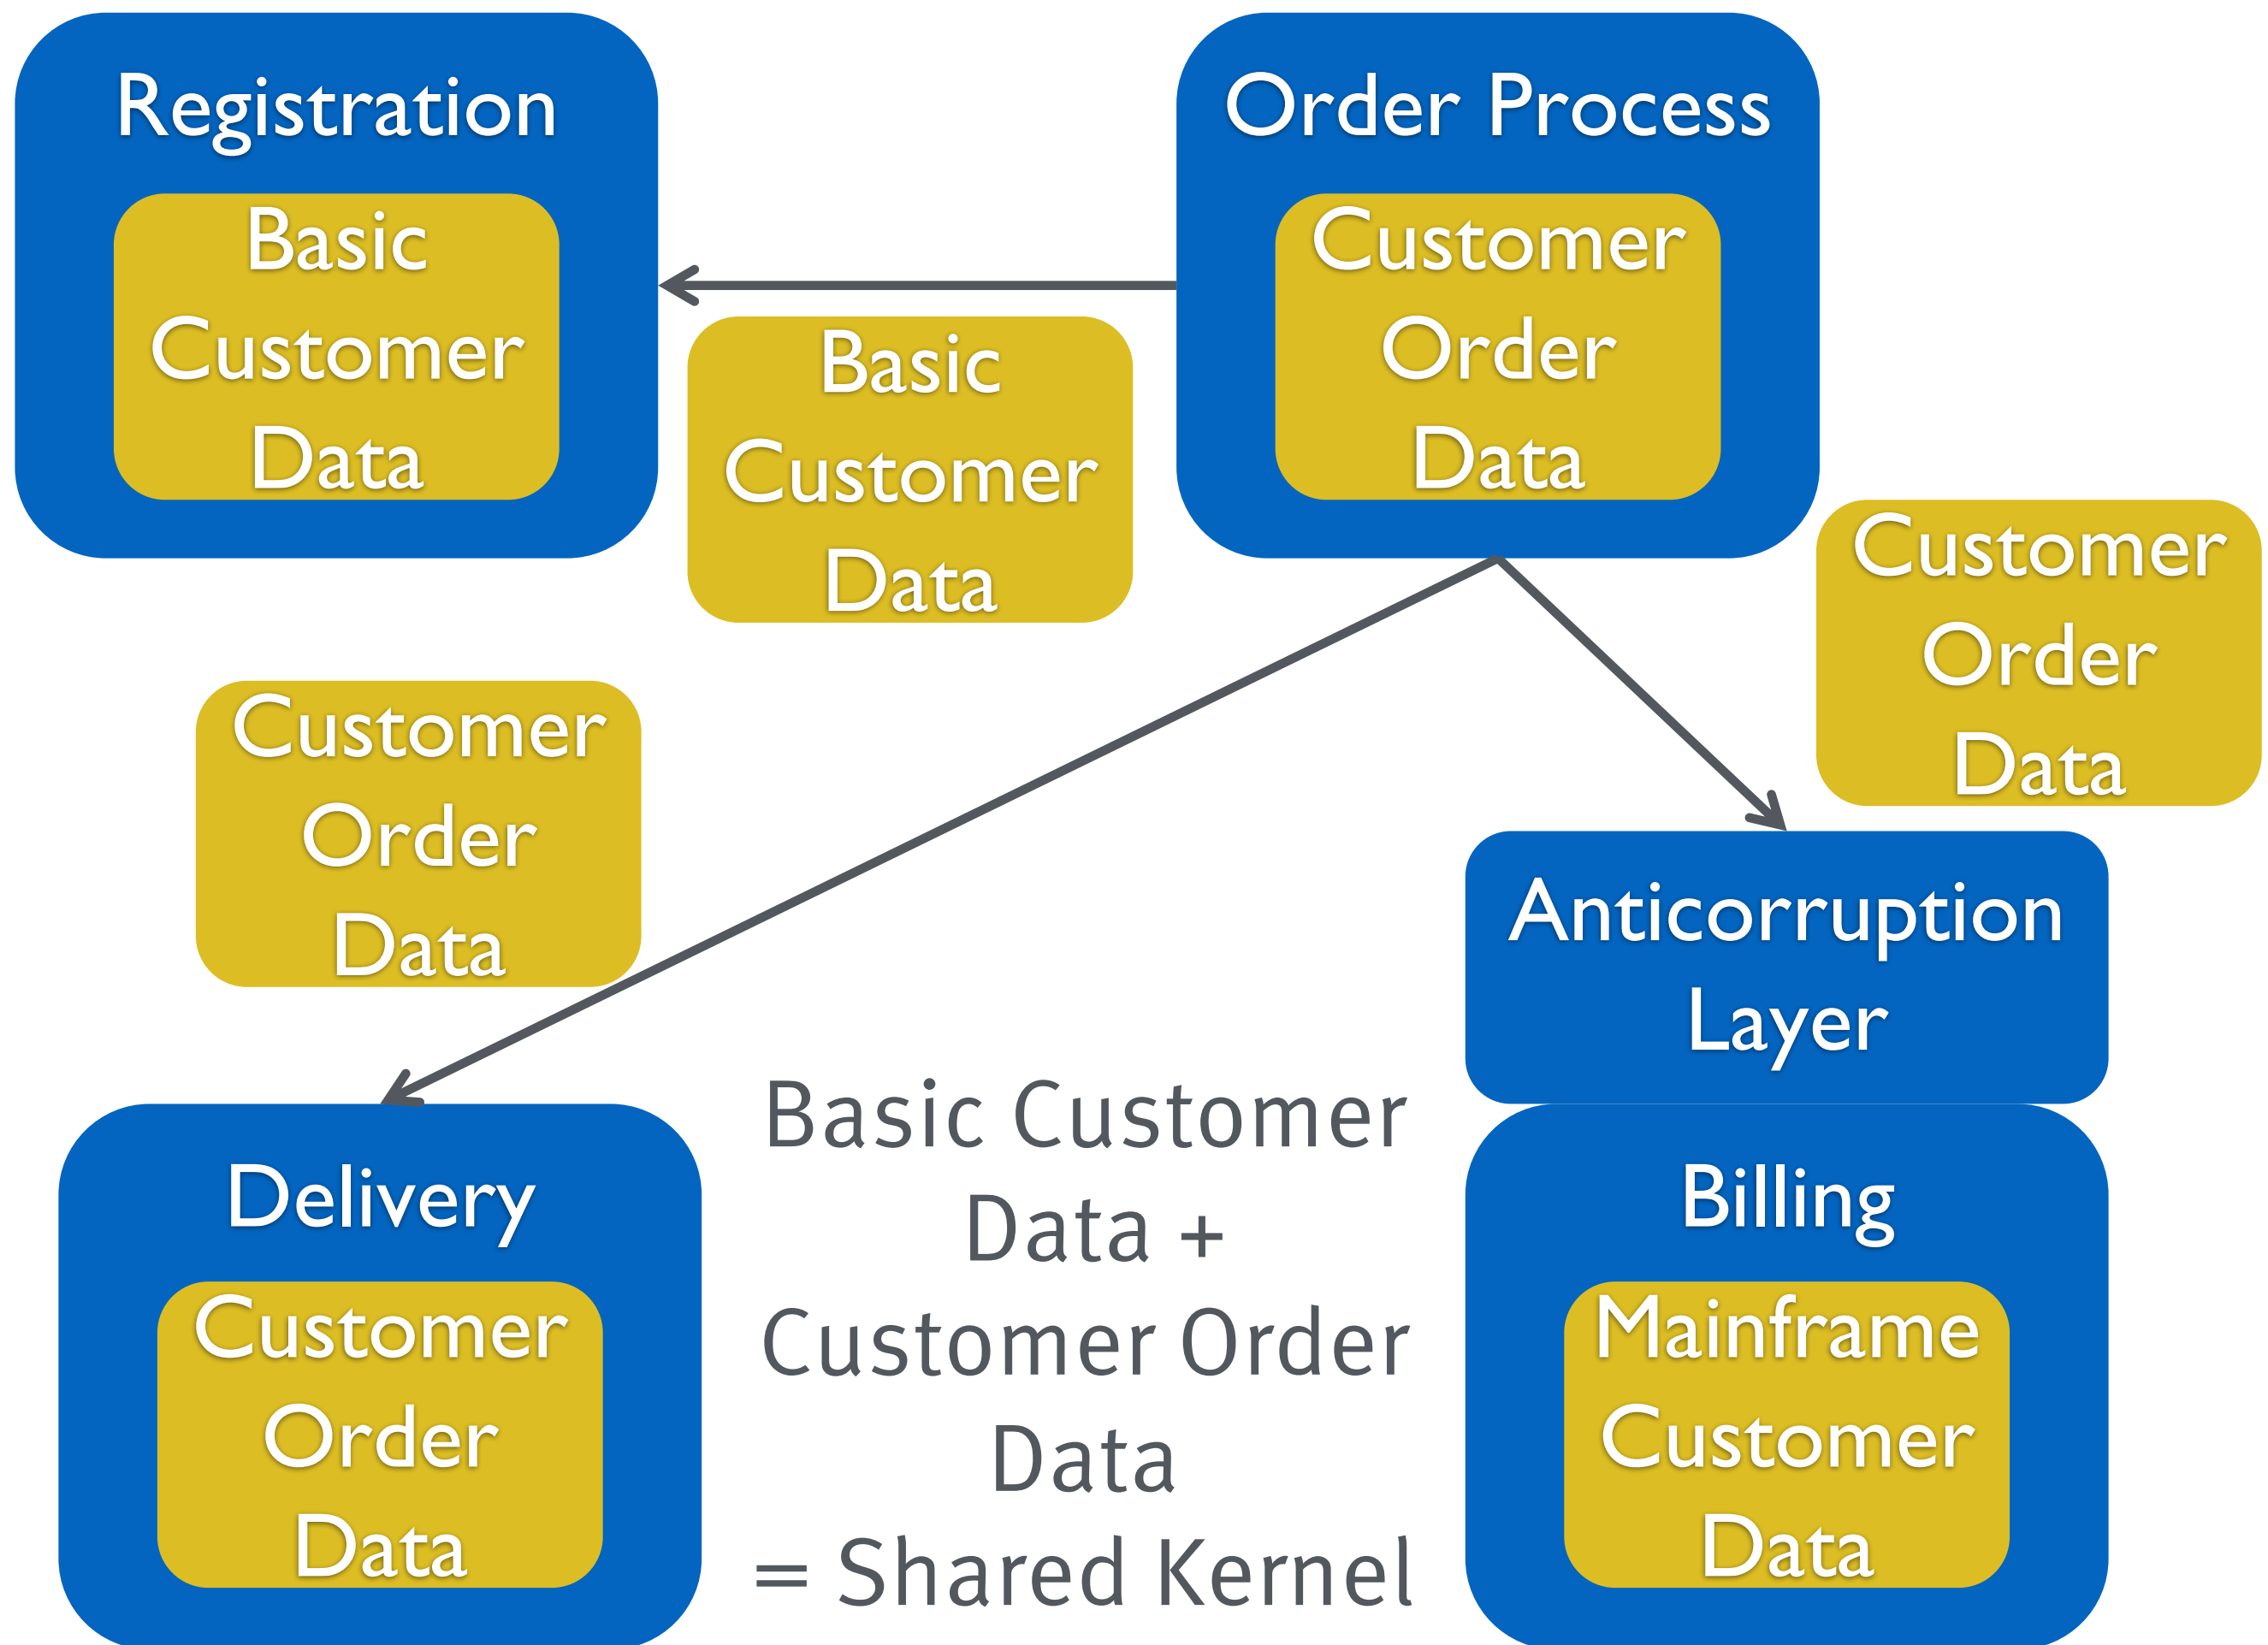 Registration
Basic
Customer
Data
Order Process
Customer
Order
Data
Basic
Customer
Data
Customer
Order
Data
Customer
Order
Data
Anticorruption
Layer
Delivery
Customer
Order
Data
Basic Customer
Data +
Customer Order
Data
= Shared Kernel
Billing
Mainframe
Customer
Data